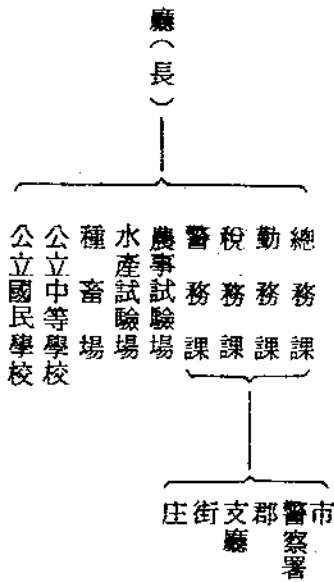 廳（長）
總務課
勤務課
稅務課
警務課
農事試驗場
水產試驗場
種畜場
公立中等學校
公立國民學校
市
警察署
郡
支廳
街
庄